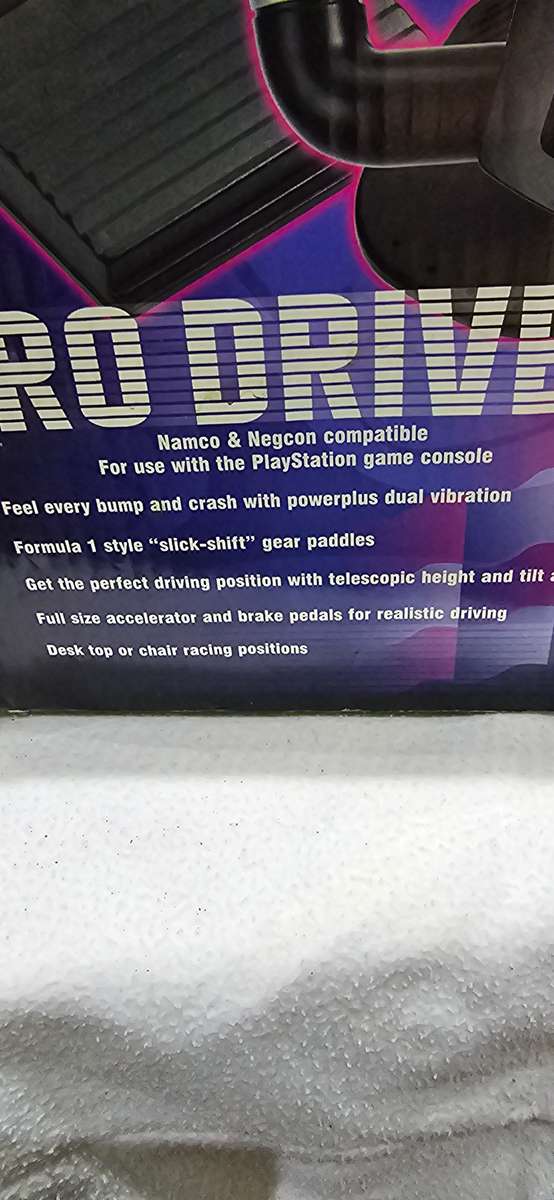 RO DRIVE
Namco & Negcon compatible
For use with the PlayStation game console
Feel every bump and crash with powerplus dual vibration
Formula 1 style “slick-shift” gear paddles
Get the perfect driving position with telescopic height and tilt a
Full size accelerator and brake pedals for realistic driving
Desk top or chair racing positions